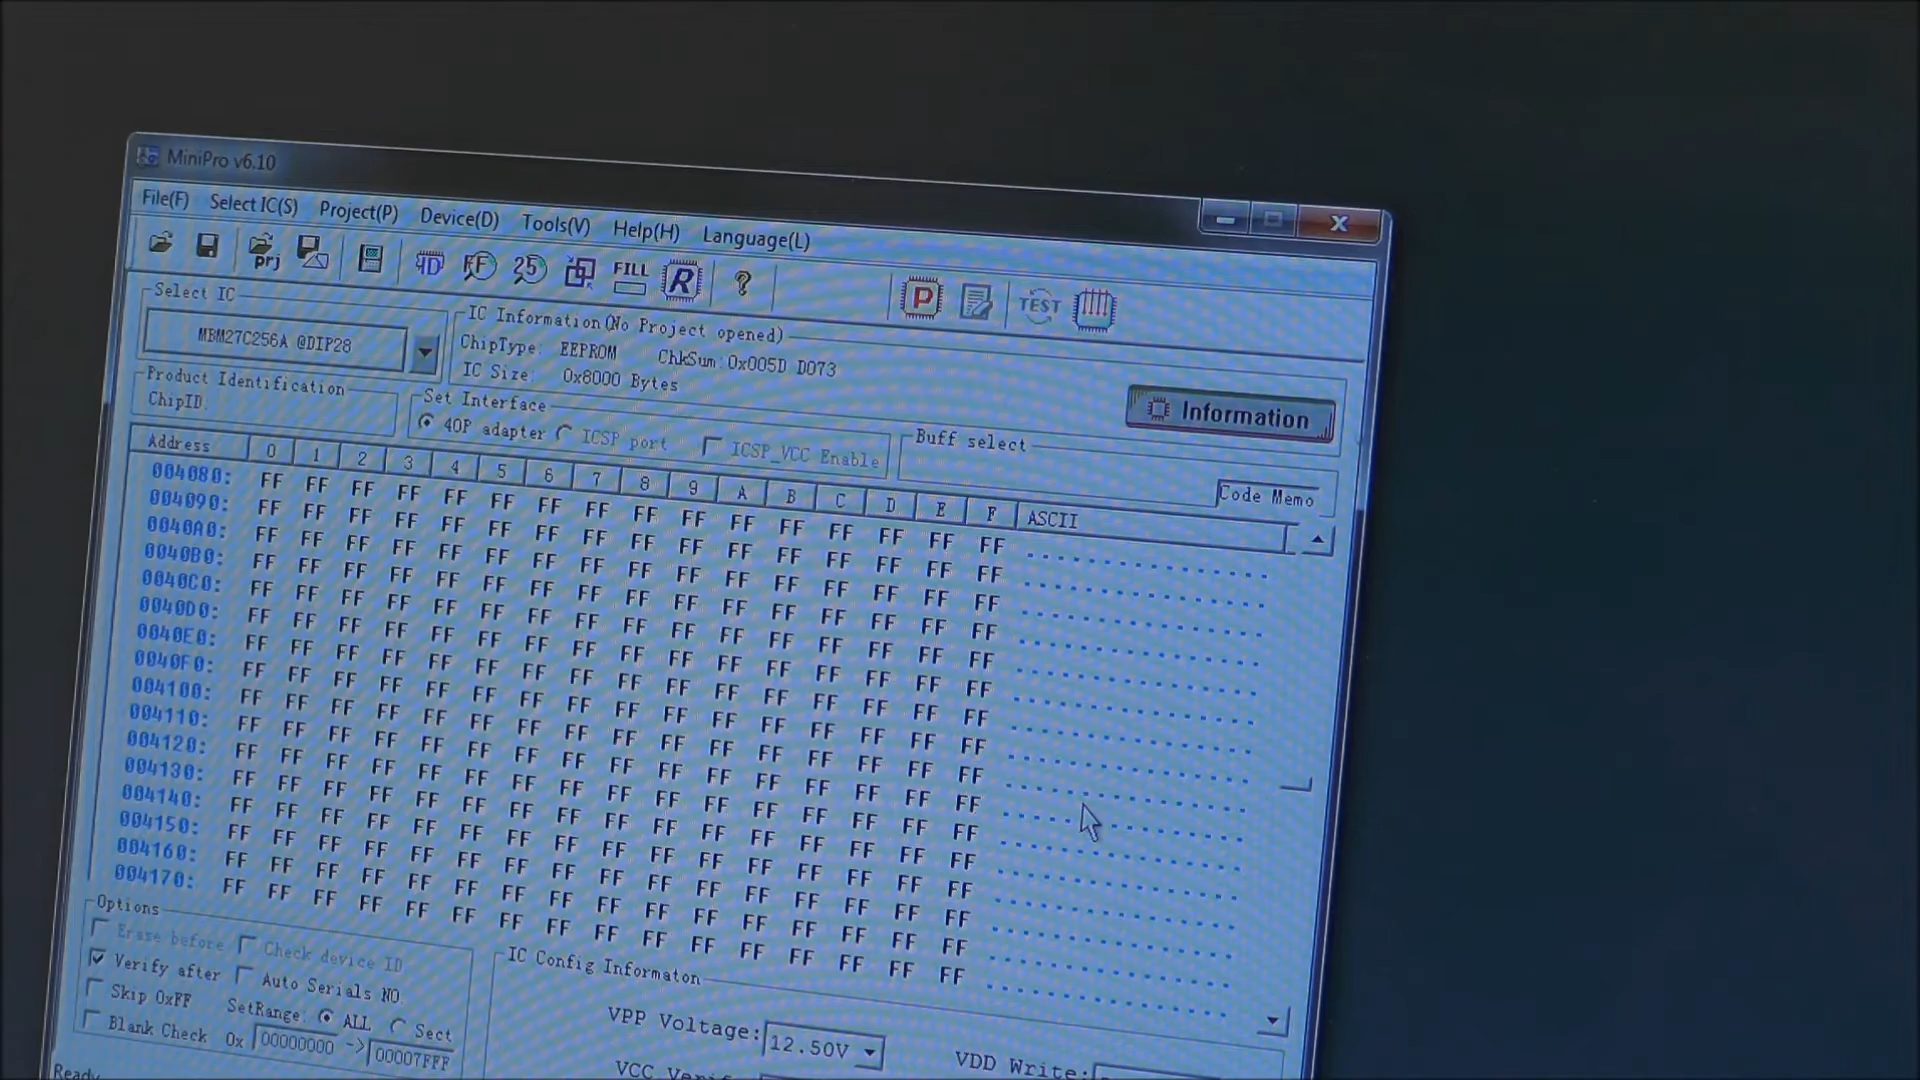 MiniPro v6.10
File(F) Select IC(S) Project(P) Device(D) Tools(V) Help(H) Language(L)
prj ID FF 25 FILL R ? P TEST
Select IC
MBM27C256A @DIP28
IC Information(No Project opened)
ChipType: EEPROM ChkSum:0x005D D073
IC Size: 0x8000 Bytes
Information
Product Identification
ChipID:
Set Interface
40P adapter ICSP port ICSP_VCC Enable
Buff select
Code Memo
Address 0 1 2 3 4 5 6 7 8 9 A B C D E F ASCII
004080: FF FF FF FF FF FF FF FF FF FF FF FF FF FF FF FF ................
004090: FF FF FF FF FF FF FF FF FF FF FF FF FF FF FF FF ................
0040A0: FF FF FF FF FF FF FF FF FF FF FF FF FF FF FF FF ................
0040B0: FF FF FF FF FF FF FF FF FF FF FF FF FF FF FF FF ................
0040C0: FF FF FF FF FF FF FF FF FF FF FF FF FF FF FF FF ................
0040D0: FF FF FF FF FF FF FF FF FF FF FF FF FF FF FF FF ................
0040E0: FF FF FF FF FF FF FF FF FF FF FF FF FF FF FF FF ................
0040F0: FF FF FF FF FF FF FF FF FF FF FF FF FF FF FF FF ................
004100: FF FF FF FF FF FF FF FF FF FF FF FF FF FF FF FF ................
004110: FF FF FF FF FF FF FF FF FF FF FF FF FF FF FF FF ................
004120: FF FF FF FF FF FF FF FF FF FF FF FF FF FF FF FF ................
004130: FF FF FF FF FF FF FF FF FF FF FF FF FF FF FF FF ................
004140: FF FF FF FF FF FF FF FF FF FF FF FF FF FF FF FF ................
004150: FF FF FF FF FF FF FF FF FF FF FF FF FF FF FF FF ................
004160: FF FF FF FF FF FF FF FF FF FF FF FF FF FF FF FF ................
004170: FF FF FF FF FF FF FF FF FF FF FF FF FF FF FF FF ................
Options
Erase before Check device ID
Verify after Auto Serials NO.
Skip 0xFF SetRange: ALL Sect
Blank Check 0x 00000000 -> 00007FFF
IC Config Informaton
VPP Voltage: 12.50V VDD Write:
VCC
Ready